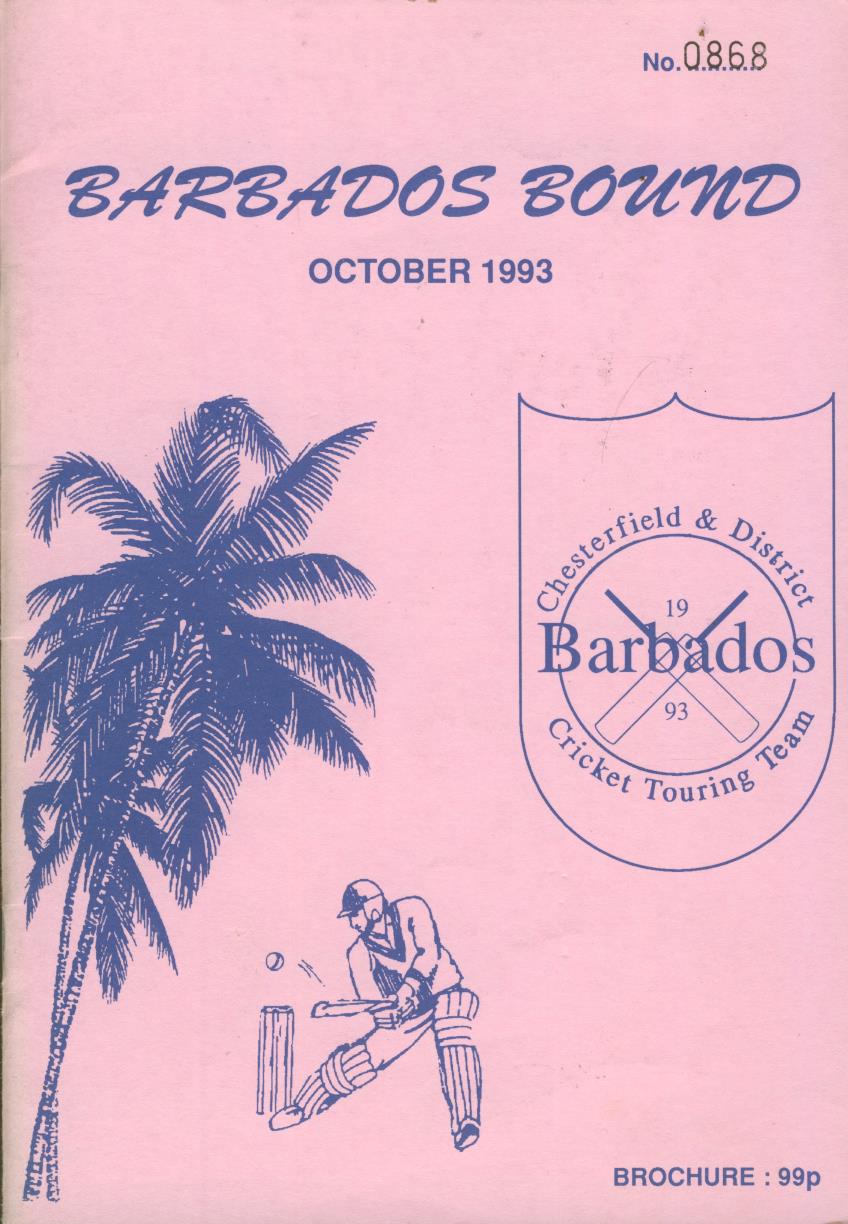 No. 0868
BARBADOS BOUND
OCTOBER 1993
Chesterfield & District
19
Barbados
93
Cricket Touring Team
BROCHURE : 99p